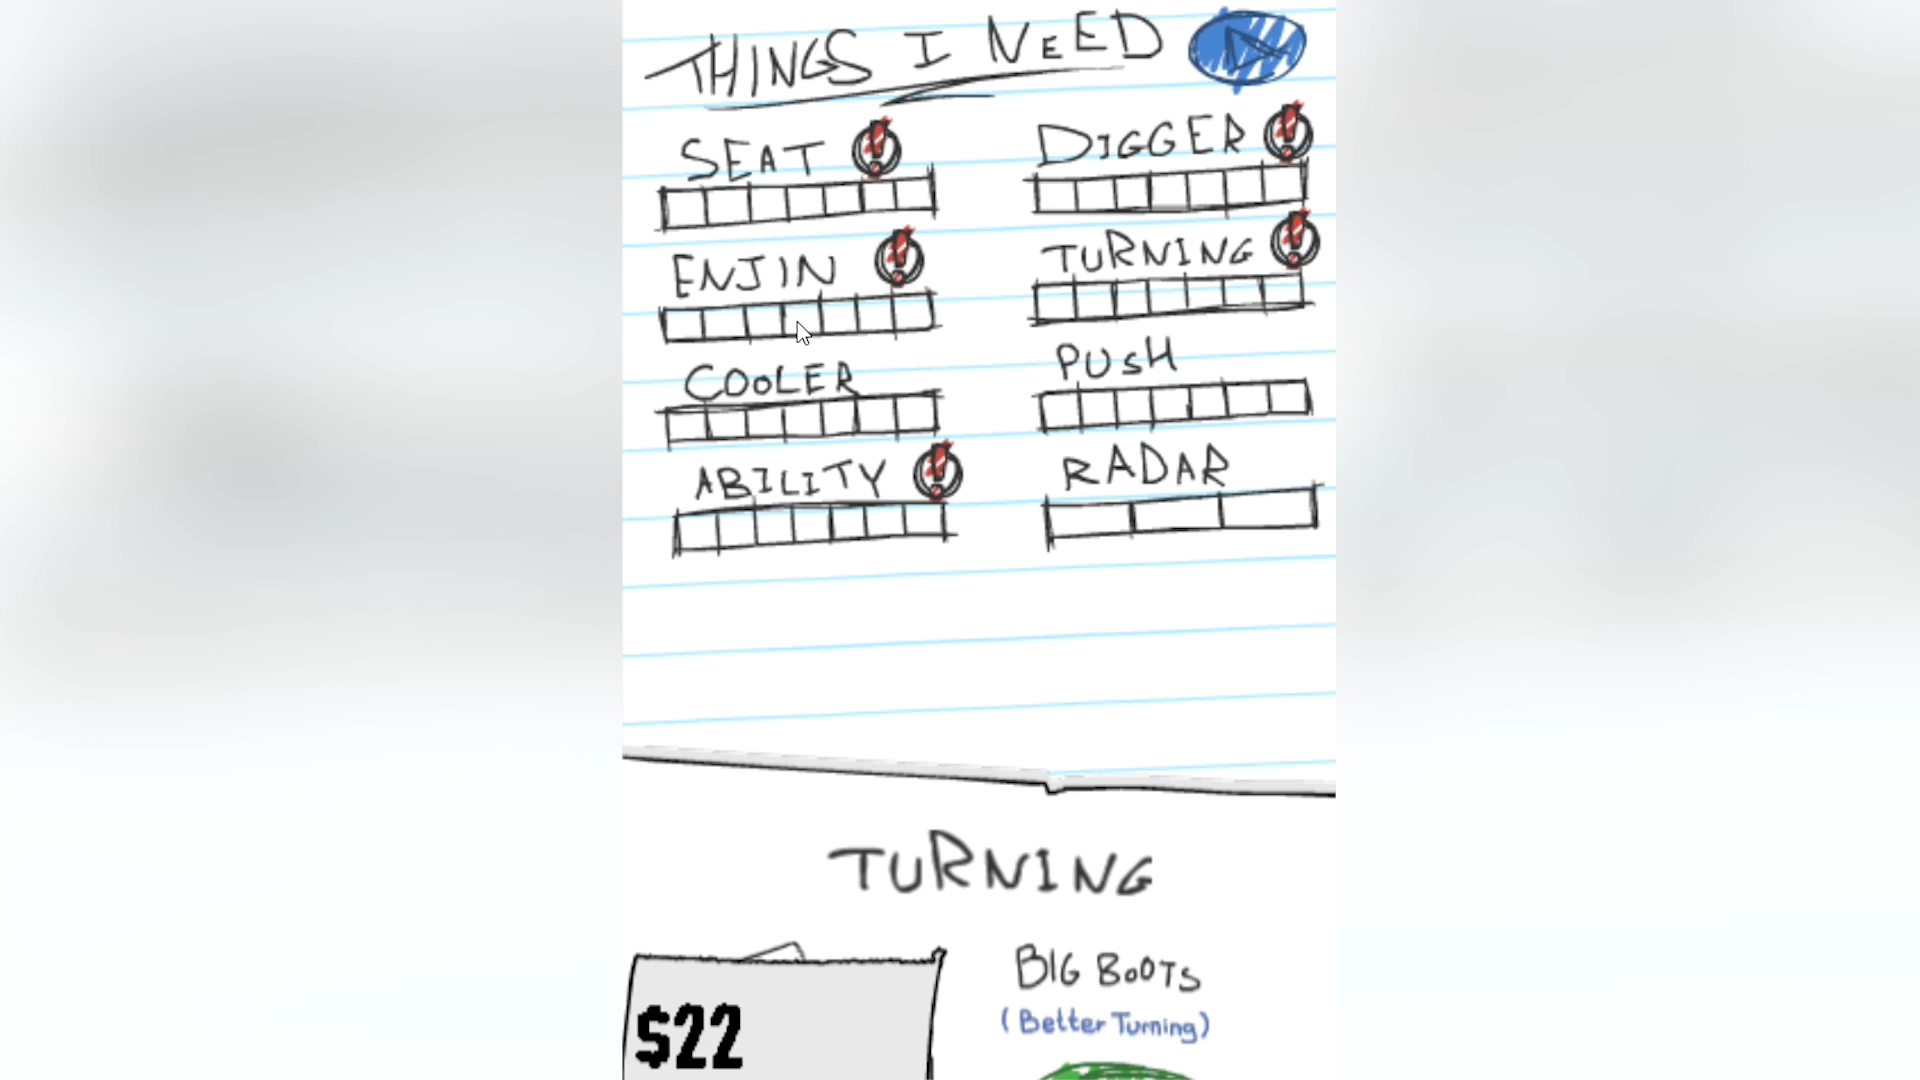 THINGS I NEED
SEAT
DIGGER
ENJIN
TURNING
COOLER
PUSH
ABILITY
RADAR
TURNING
BIG BOOTS
(Better Turning)
$22